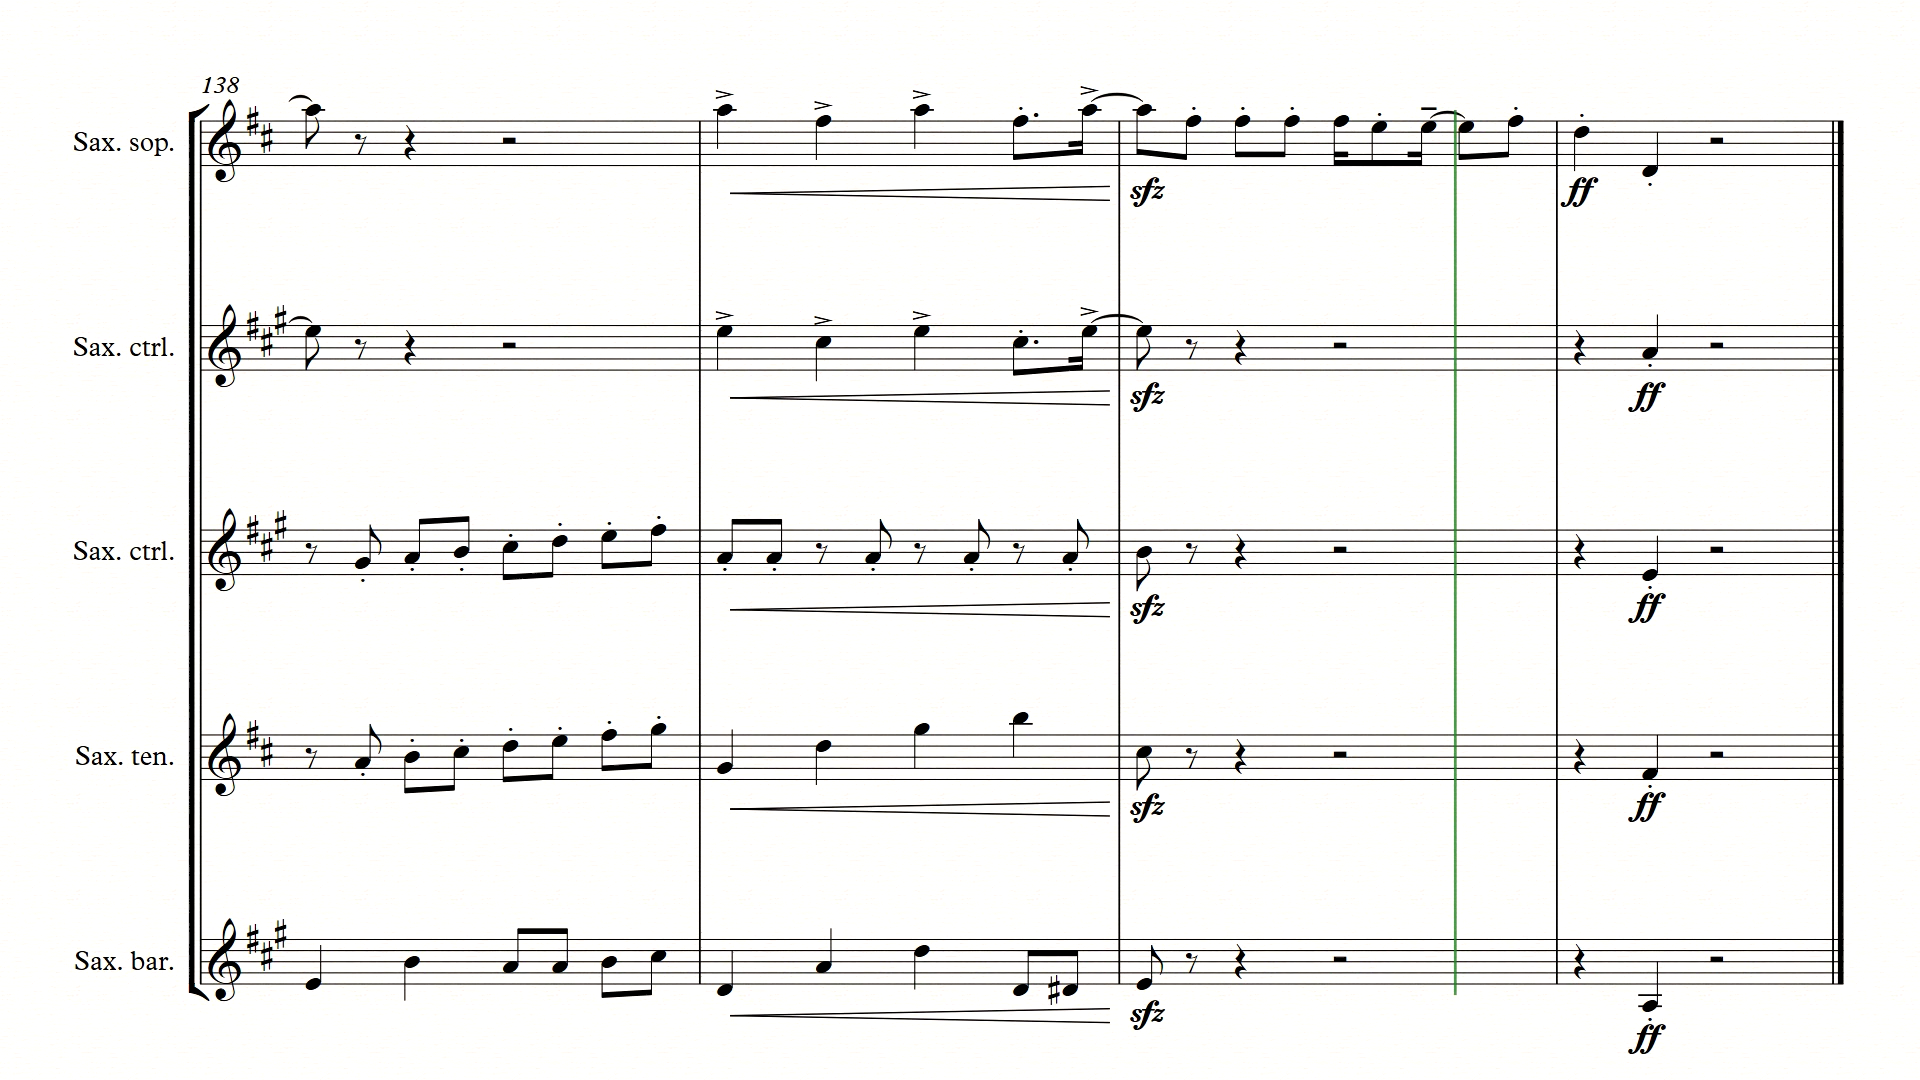 138
Sax. sop.
sfz ff
Sax. ctrl.
sfz ff
Sax. ctrl.
sfz ff
Sax. ten.
sfz ff
Sax. bar.
sfz ff